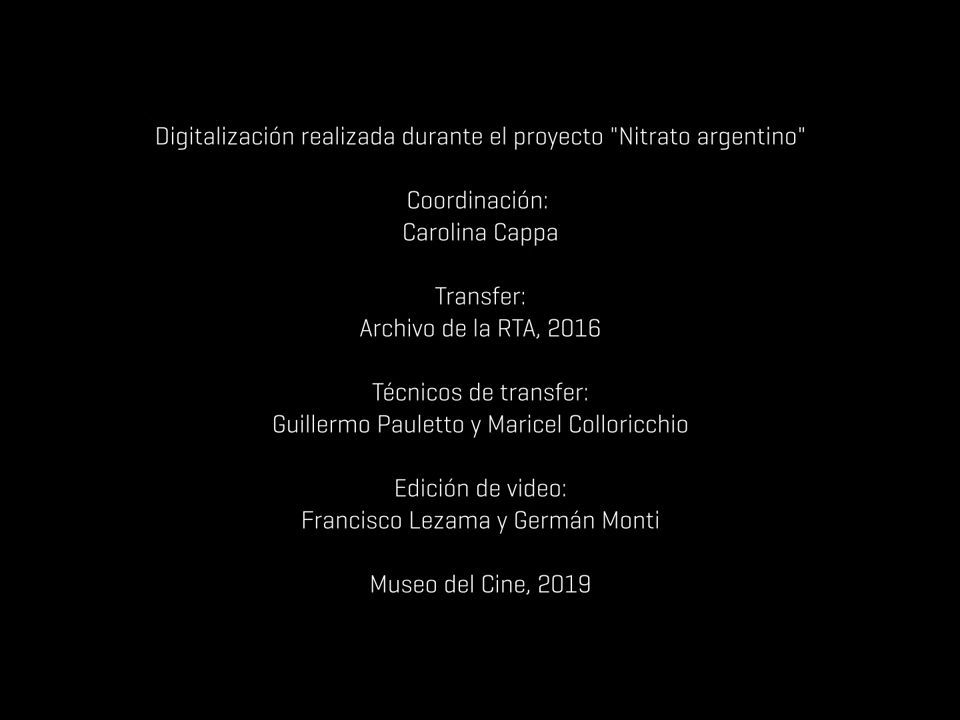 Digitalización realizada durante el proyecto "Nitrato argentino"
Coordinación:
Carolina Cappa
Transfer:
Archivo de la RTA, 2016
Técnicos de transfer:
Guillermo Pauletto y Maricel Colloricchio
Edición de video:
Francisco Lezama y Germán Monti
Museo del Cine, 2019